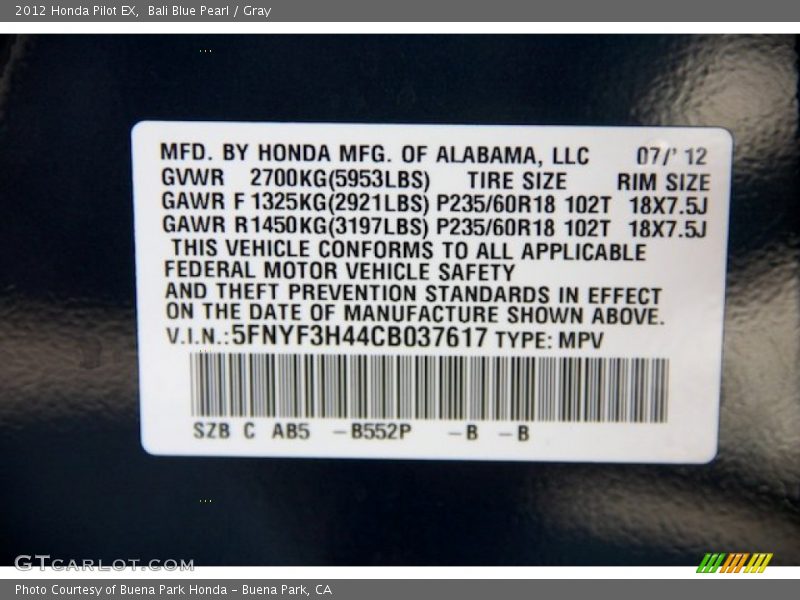 2012 Honda Pilot EX,  Bali Blue Pearl / Gray
MFD. BY HONDA MFG. OF ALABAMA, LLC 07/' 12
GVWR 2700KG(5953LBS) TIRE SIZE RIM SIZE
GAWR F 1325KG(2921LBS) P235/60R18 102T 18X7.5J
GAWR R1450KG(3197LBS) P235/60R18 102T 18X7.5J
THIS VEHICLE CONFORMS TO ALL APPLICABLE
FEDERAL MOTOR VEHICLE SAFETY
AND THEFT PREVENTION STANDARDS IN EFFECT
ON THE DATE OF MANUFACTURE SHOWN ABOVE.
V.I.N.:5FNYF3H44CB037617 TYPE: MPV
SZB C AB5 -B552P -B -B
GTCARLOT.COM
Photo Courtesy of Buena Park Honda - Buena Park, CA